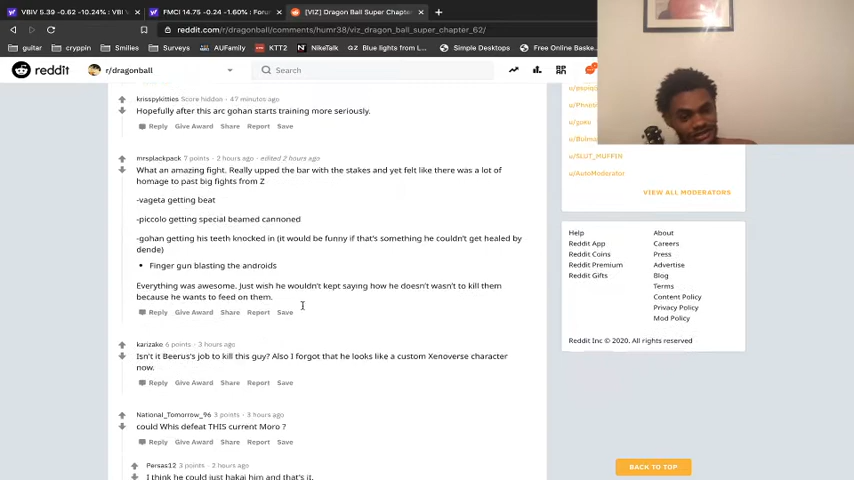 VBIV 5.39 -0.62 -10.24% : VBI V
FMCI 14.75 -0.24 -1.60% : Forum
[VIZ] Dragon Ball Super Chapter
reddit.com/r/dragonball/comments/humr38/viz_dragon_ball_super_chapter_62/
guitar
cryppin
Smilies
Surveys
AUFamily
KTT2
NikeTalk
Blue lights from L...
Simple Desktops
Free Online Baske...
reddit
r/dragonball
Search
krisspykitties Score hidden · 47 minutes ago
Hopefully after this arc gohan starts training more seriously.
Reply Give Award Share Report Save
mrsplackpack 7 points · 2 hours ago · edited 2 hours ago
What an amazing fight. Really upped the bar with the stakes and yet felt like there was a lot of
homage to past big fights from Z
-vageta getting beat
-piccolo getting special beamed cannoned
-gohan getting his teeth knocked in (it would be funny if that's something he couldn't get healed by
dende)
• Finger gun blasting the androids
Everything was awesome. Just wish he wouldn't kept saying how he doesn't wasn't to kill them
because he wants to feed on them.
Reply Give Award Share Report Save
karizake 6 points · 3 hours ago
Isn't it Beerus's job to kill this guy? Also I forgot that he looks like a custom Xenoverse character
now.
Reply Give Award Share Report Save
National_Tomorrow_96 3 points · 3 hours ago
could Whis defeat THIS current Moro ?
Reply Give Award Share Report Save
Persas12 3 points · 2 hours ago
I think he could just hakai him and that's it.
u/SLUT_MUFFIN
u/AutoModerator
VIEW ALL MODERATORS
Help About
Reddit App Careers
Reddit Coins Press
Reddit Premium Advertise
Reddit Gifts Blog
Terms
Content Policy
Privacy Policy
Mod Policy
Reddit Inc © 2020. All rights reserved
BACK TO TOP